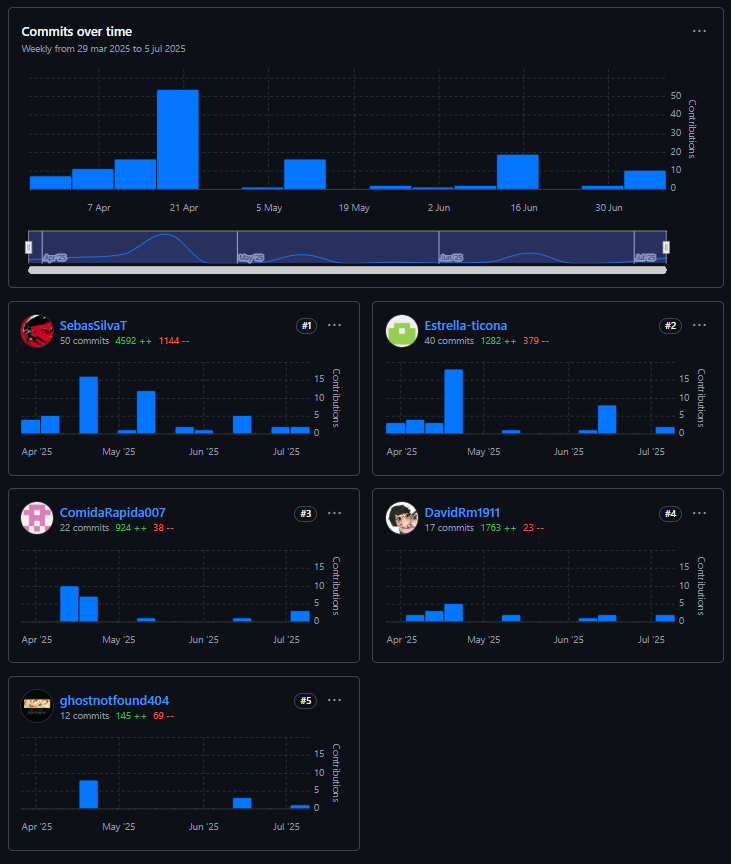 Commits over time
Weekly from 29 mar 2025 to 5 jul 2025
50
40
30
20
10
0
Contributions
7 Apr 21 Apr 5 May 19 May 2 Jun 16 Jun 30 Jun
Apr '25 May '25 Jun '25 Jul '25
SebasSilvaT #1
50 commits 4592 ++ 1144 --
15
10
5
0
Contributions
Apr '25 May '25 Jun '25 Jul '25
Estrella-ticona #2
40 commits 1282 ++ 379 --
15
10
5
0
Contributions
Apr '25 May '25 Jun '25 Jul '25
ComidaRapida007 #3
22 commits 924 ++ 38 --
15
10
5
0
Contributions
Apr '25 May '25 Jun '25 Jul '25
DavidRm1911 #4
17 commits 1763 ++ 23 --
15
10
5
0
Contributions
Apr '25 May '25 Jun '25 Jul '25
ghostnotfound404 #5
12 commits 145 ++ 69 --
15
10
5
0
Contributions
Apr '25 May '25 Jun '25 Jul '25